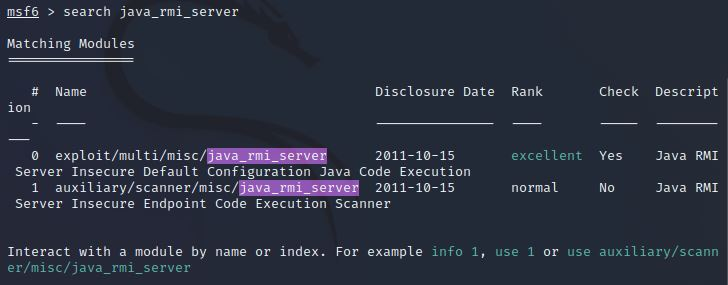 msf6 > search java_rmi_server
Matching Modules
================
#  Name                                     Disclosure Date  Rank       Check  Descript
ion
-  ----                                     ---------------  ----       -----  --------
---
0  exploit/multi/misc/java_rmi_server       2011-10-15       excellent  Yes    Java RMI
Server Insecure Default Configuration Java Code Execution
1  auxiliary/scanner/misc/java_rmi_server   2011-10-15       normal     No     Java RMI
Server Insecure Endpoint Code Execution Scanner
Interact with a module by name or index. For example info 1, use 1 or use auxiliary/scann
er/misc/java_rmi_server